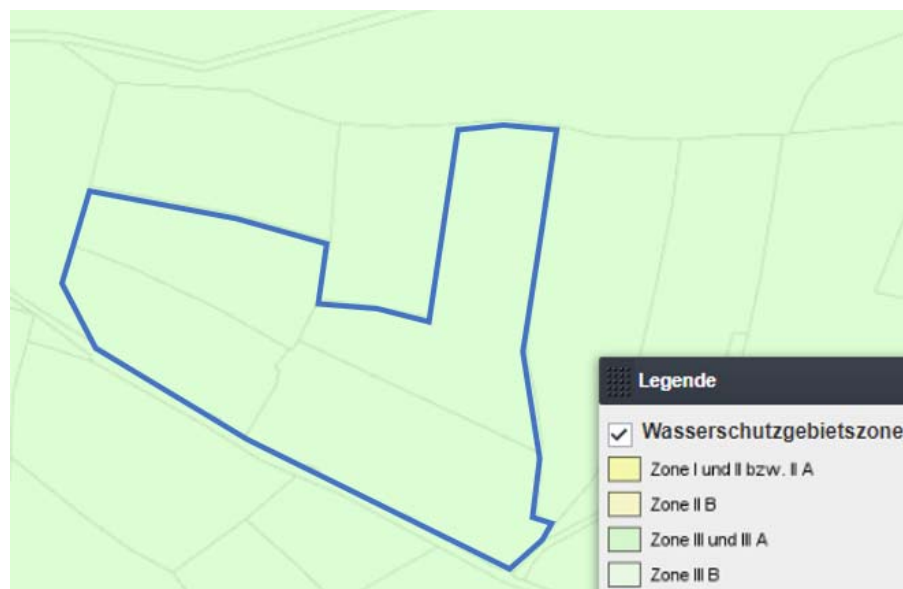 Legende
Wasserschutzgebietszone
Zone I und II bzw. II A
Zone II B
Zone III und III A
Zone III B